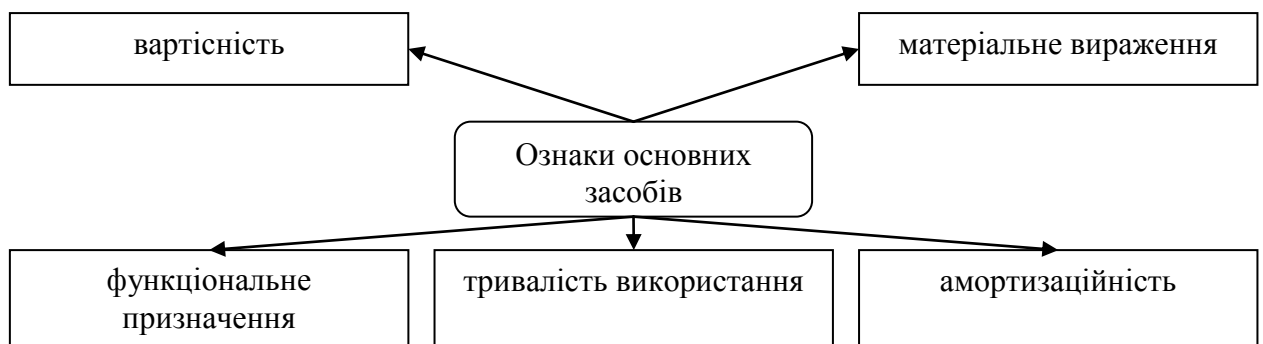 вартісність
матеріальне вираження
Ознаки основних
засобів
функціональне
призначення
тривалість використання
амортизаційність